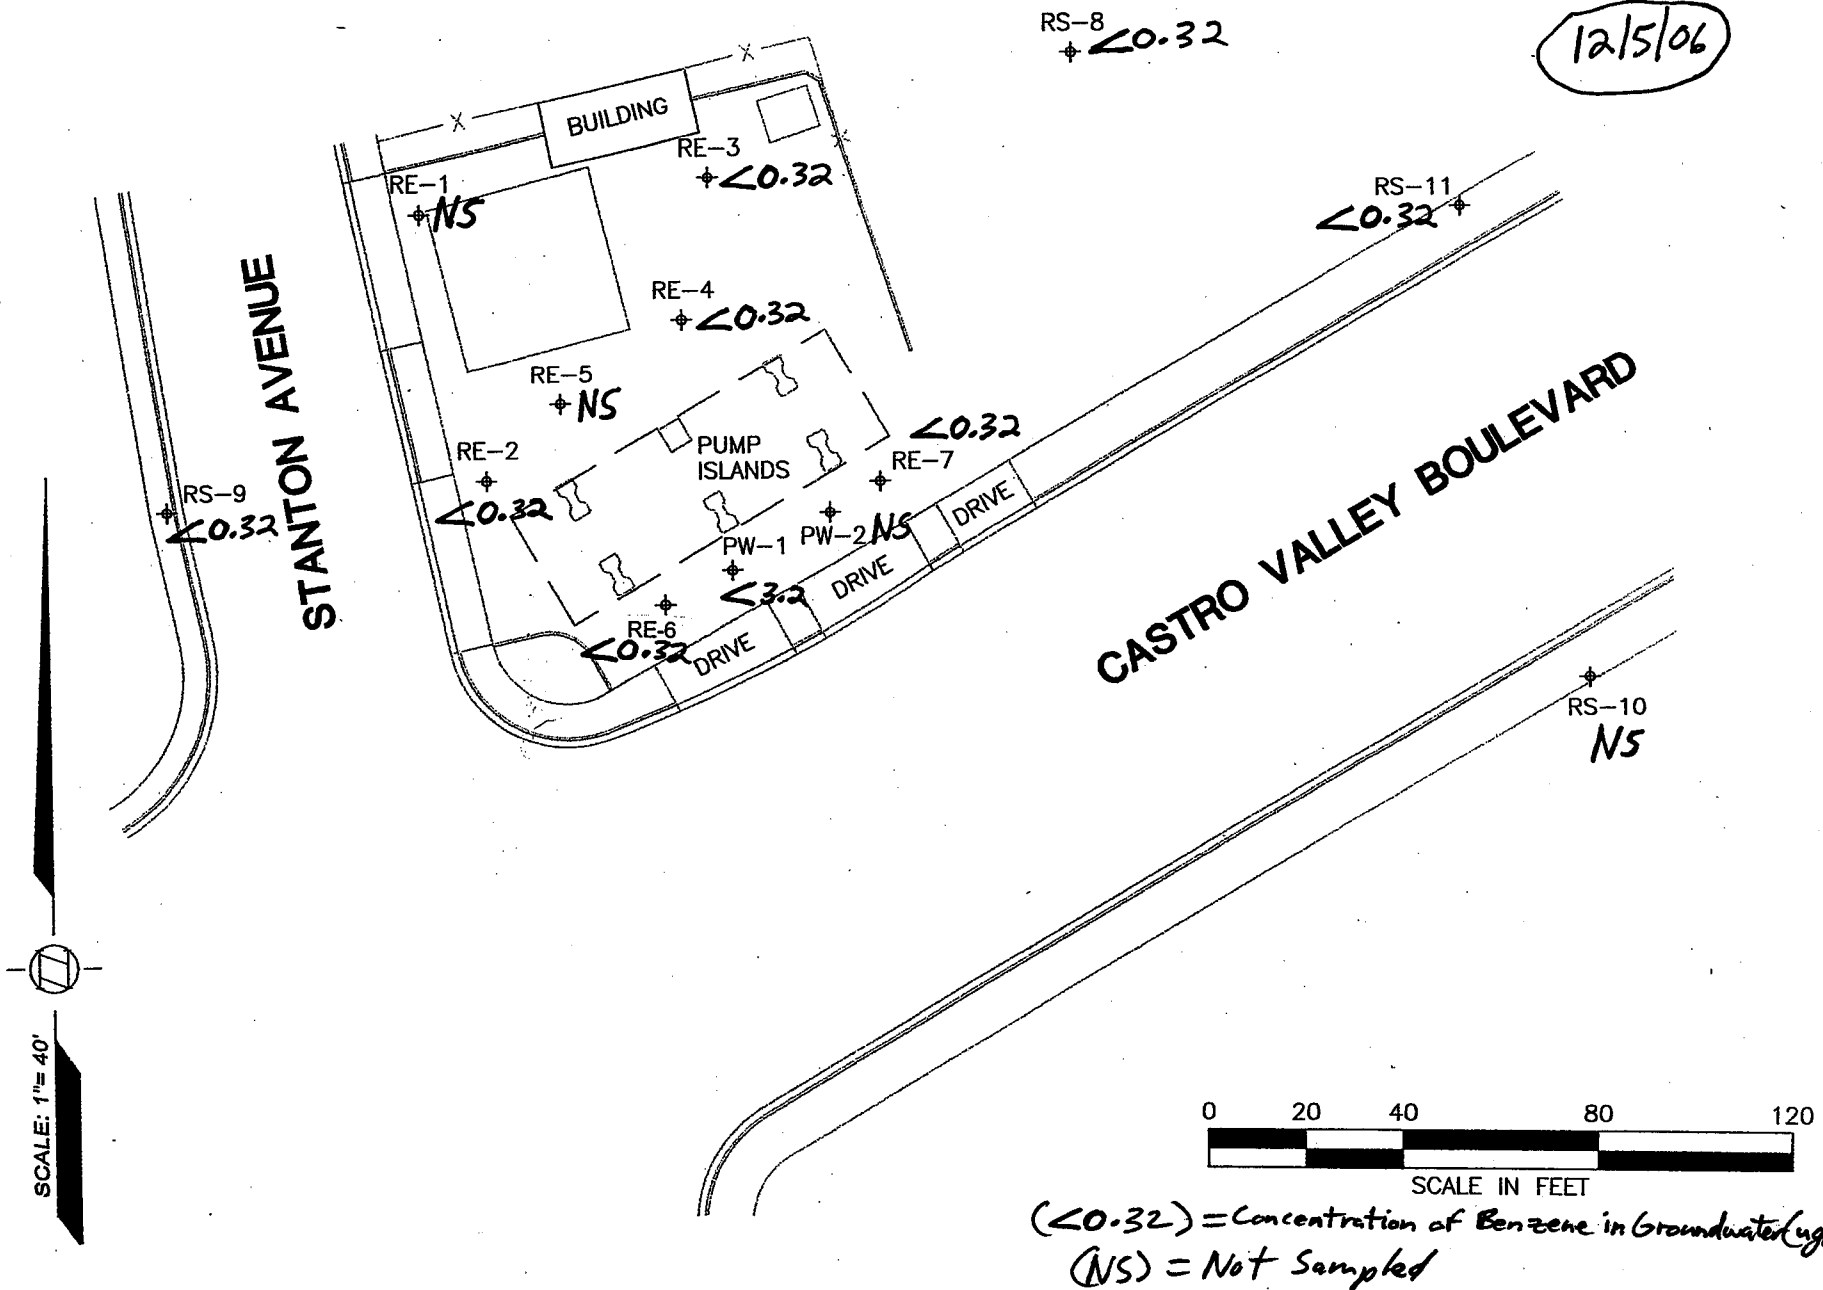 RS-8
<0.32
12/5/06
BUILDING
RE-3
<0.32
RE-1
NS
RS-11
<0.32
STANTON AVENUE
RE-4
<0.32
RE-5
NS
PUMP
ISLANDS
<0.32
RE-7
RE-2
<0.32
RS-9
<0.32
PW-1
<3.2
PW-2
NS
DRIVE
DRIVE
DRIVE
RE-6
<0.32
CASTRO VALLEY BOULEVARD
RS-10
NS
SCALE: 1"= 40'
0 20 40 80 120
SCALE IN FEET
(<0.32) = Concentration of Benzene in Groundwater (ug
(NS) = Not Sampled
X
X
X